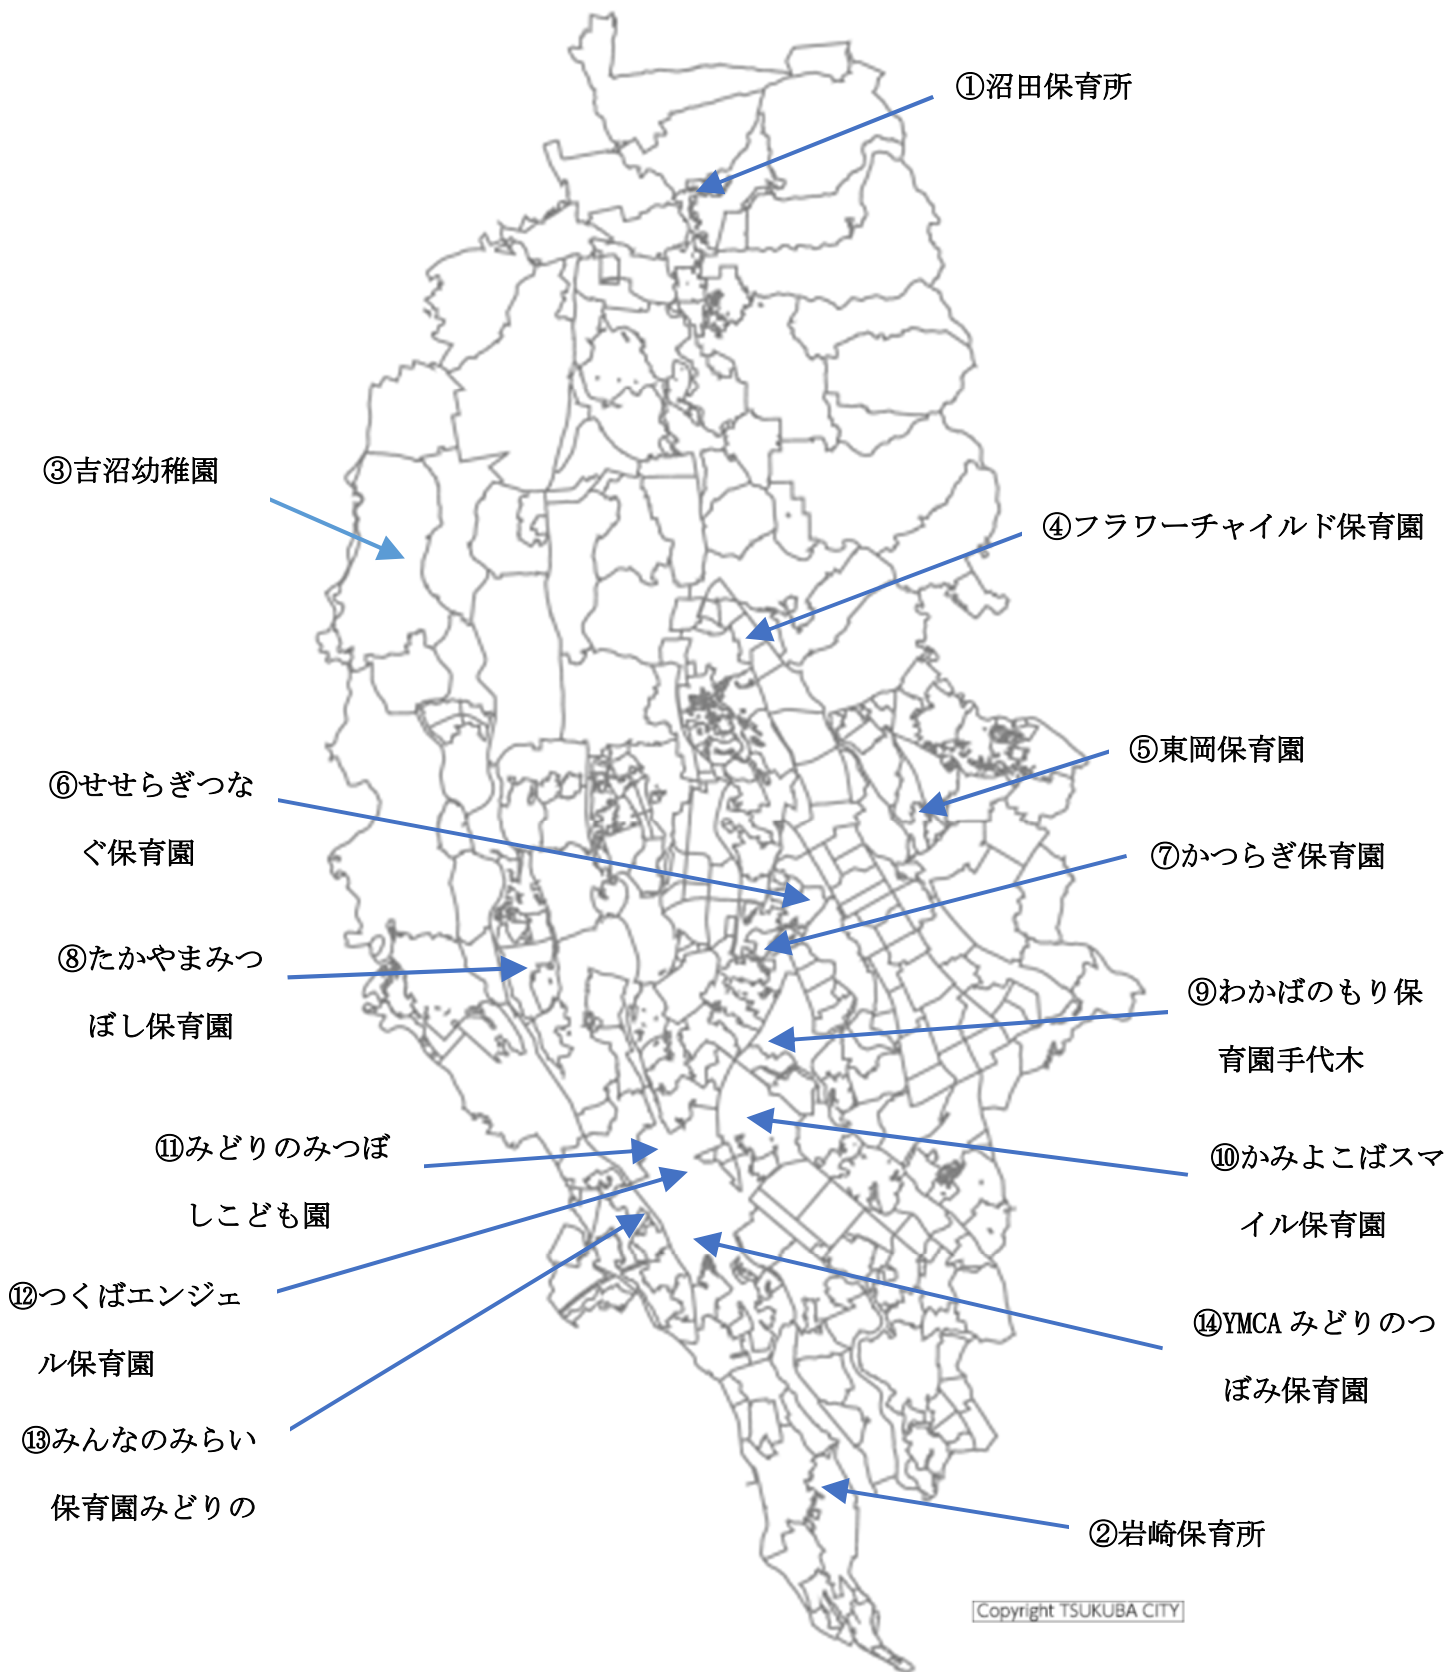 ①沼田保育所
③吉沼幼稚園
④フラワーチャイルド保育園
⑤東岡保育園
⑥せせらぎつな
ぐ保育園
⑦かつらぎ保育園
⑧たかやまみつ
ぼし保育園
⑨わかばのもり保
育園手代木
⑪みどりのみつぼ
しこども園
⑩かみよこばスマ
イル保育園
⑫つくばエンジェ
ル保育園
⑭YMCA みどりのつ
ぼみ保育園
⑬みんなのみらい
保育園みどりの
②岩崎保育所
Copyright TSUKUBA CITY